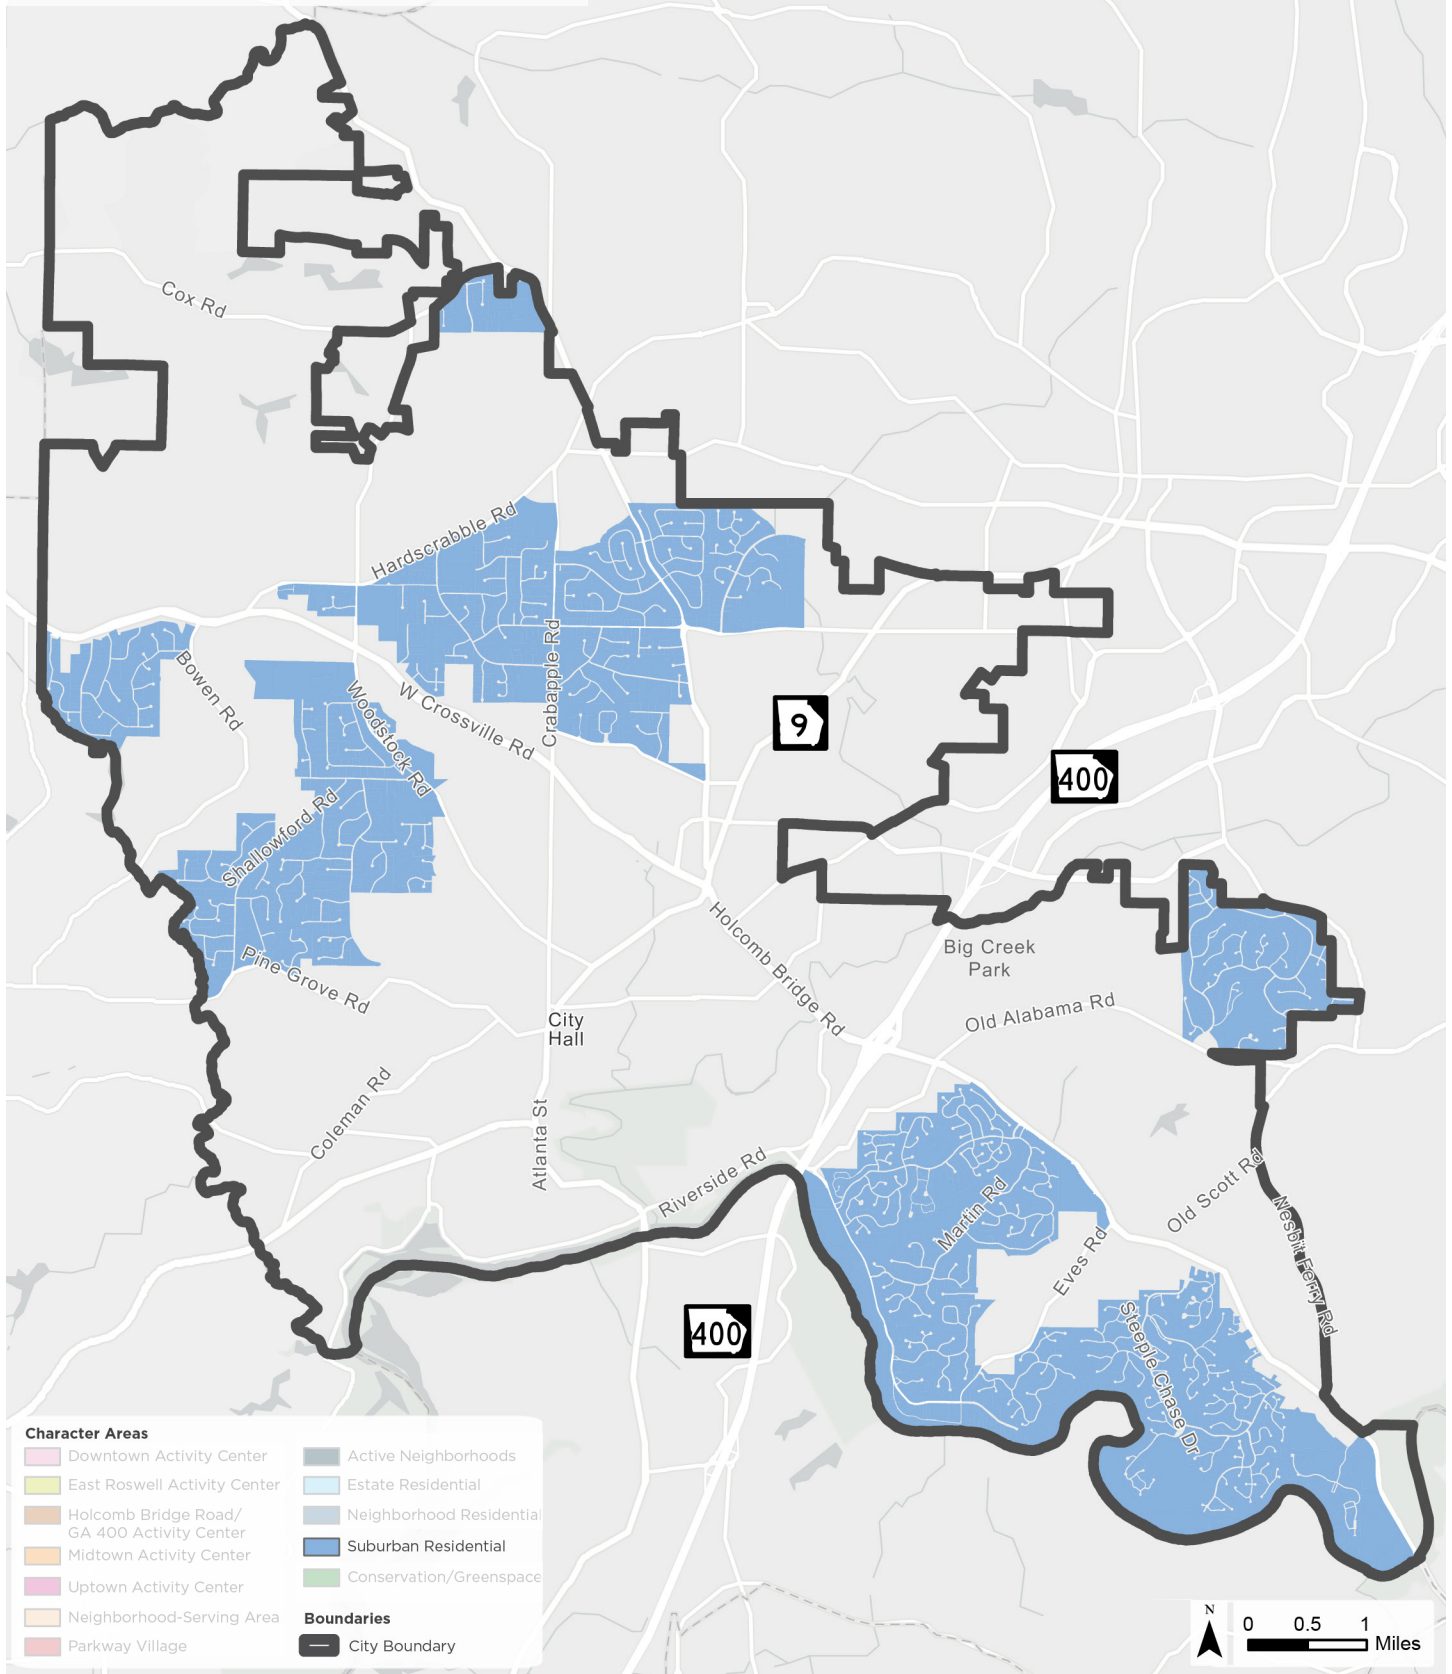 Cox Rd
Hardscrabble Rd
Bowen Rd
Woodstock Rd
W Crossville Rd
Crabapple Rd
9
400
Shallowford Rd
Pine Grove Rd
Holcomb Bridge Rd
Big Creek
Park
Old Alabama Rd
City
Hall
Coleman Rd
Atlanta St
Riverside Rd
Martin Rd
Eves Rd
Old Scott Rd
Nesbit Ferry Rd
Steeple Chase Dr
400
Character Areas
Downtown Activity Center
East Roswell Activity Center
Holcomb Bridge Road/
GA 400 Activity Center
Midtown Activity Center
Uptown Activity Center
Neighborhood-Serving Area
Parkway Village
Active Neighborhoods
Estate Residential
Neighborhood Residential
Suburban Residential
Conservation/Greenspace
Boundaries
City Boundary
N
0 0.5 1
Miles